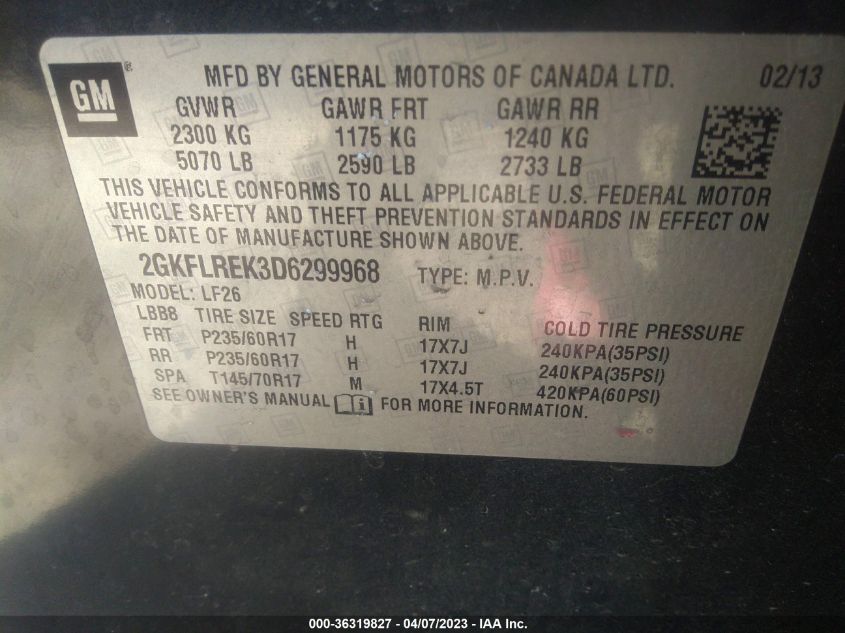 GM ® MFD BY GENERAL MOTORS OF CANADA LTD. 02/13
GVWR GAWR FRT GAWR RR
2300 KG 1175 KG 1240 KG
5070 LB 2590 LB 2733 LB
THIS VEHICLE CONFORMS TO ALL APPLICABLE U.S. FEDERAL MOTOR
VEHICLE SAFETY AND THEFT PREVENTION STANDARDS IN EFFECT ON
THE DATE OF MANUFACTURE SHOWN ABOVE.
2GKFLREK3D6299968 TYPE: M.P.V.
MODEL: LF26
LBB8 TIRE SIZE SPEED RTG RIM COLD TIRE PRESSURE
FRT P235/60R17 H 17X7J 240KPA(35PSI)
RR P235/60R17 H 17X7J 240KPA(35PSI)
SPA T145/70R17 M 17X4.5T 420KPA(60PSI)
SEE OWNER'S MANUAL FOR MORE INFORMATION.
000-36319827 - 04/07/2023 - IAA Inc.